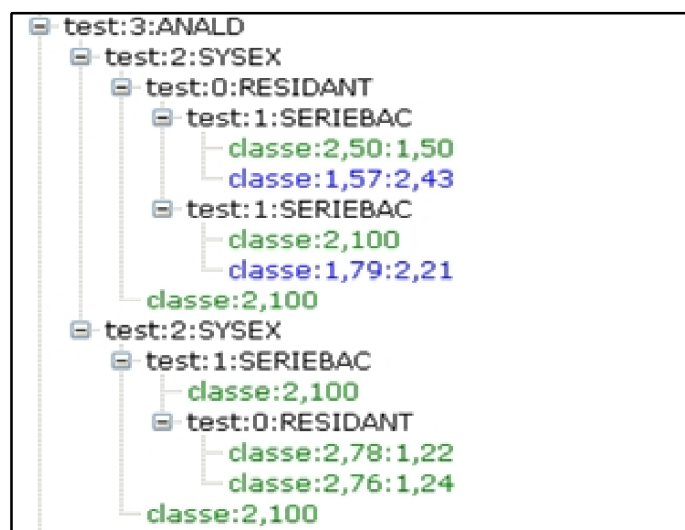 test:3:ANALD
test:2:SYSEX
test:0:RESIDANT
test:1:SERIEBAC
classe:2,50:1,50
classe:1,57:2,43
test:1:SERIEBAC
classe:2,100
classe:1,79:2,21
classe:2,100
test:2:SYSEX
test:1:SERIEBAC
classe:2,100
test:0:RESIDANT
classe:2,78:1,22
classe:2,76:1,24
classe:2,100